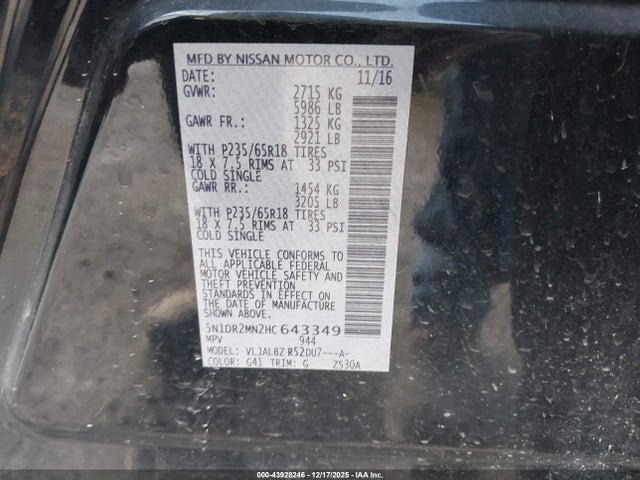 MFD BY NISSAN MOTOR CO., LTD.
DATE: 11/16
GVWR: 2715 KG
5986 LB
GAWR FR.: 1325 KG
2921 LB
WITH P235/65R18 TIRES
18 X 7.5 RIMS AT 33 PSI
COLD SINGLE
GAWR RR.: 1454 KG
3205 LB
WITH P235/65R18 TIRES
18 X 7.5 RIMS AT 33 PSI
COLD SINGLE
THIS VEHICLE CONFORMS TO
ALL APPLICABLE FEDERAL
MOTOR VEHICLE SAFETY AND
THEFT PREVENTION
STANDARDS IN EFFECT ON
THE DATE OF MANUFACTURE
SHOWN ABOVE.
5N1DR2MN2HC643349
MPV 944
MODEL: VLJALBZ R52DU7---A-
COLOR: G41 TRIM: G ZS30A
000-43928246 - 12/17/2025 - IAA Inc.